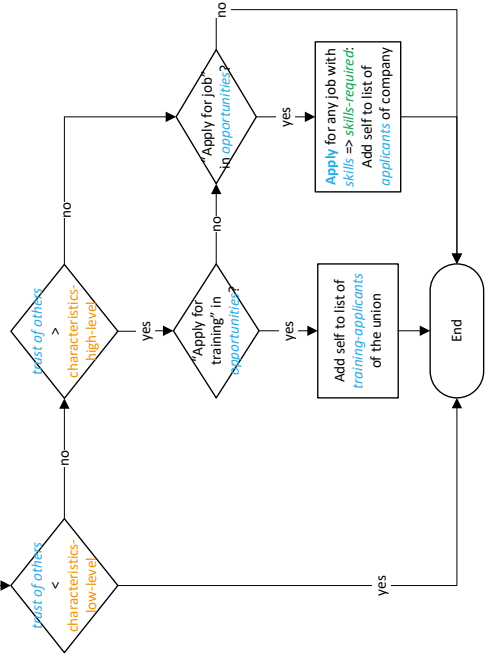 trust of others
<
characteristics-
low-level
no
yes
trust of others
>
characteristics-
high-level
no
yes
"Apply for
training" in
opportunities?
no
yes
"Apply for job"
in opportunities?
no
yes
Add self to list of
training-applicants
of the union
Apply for any job with
skills => skills-required:
Add self to list of
applicants of company
End